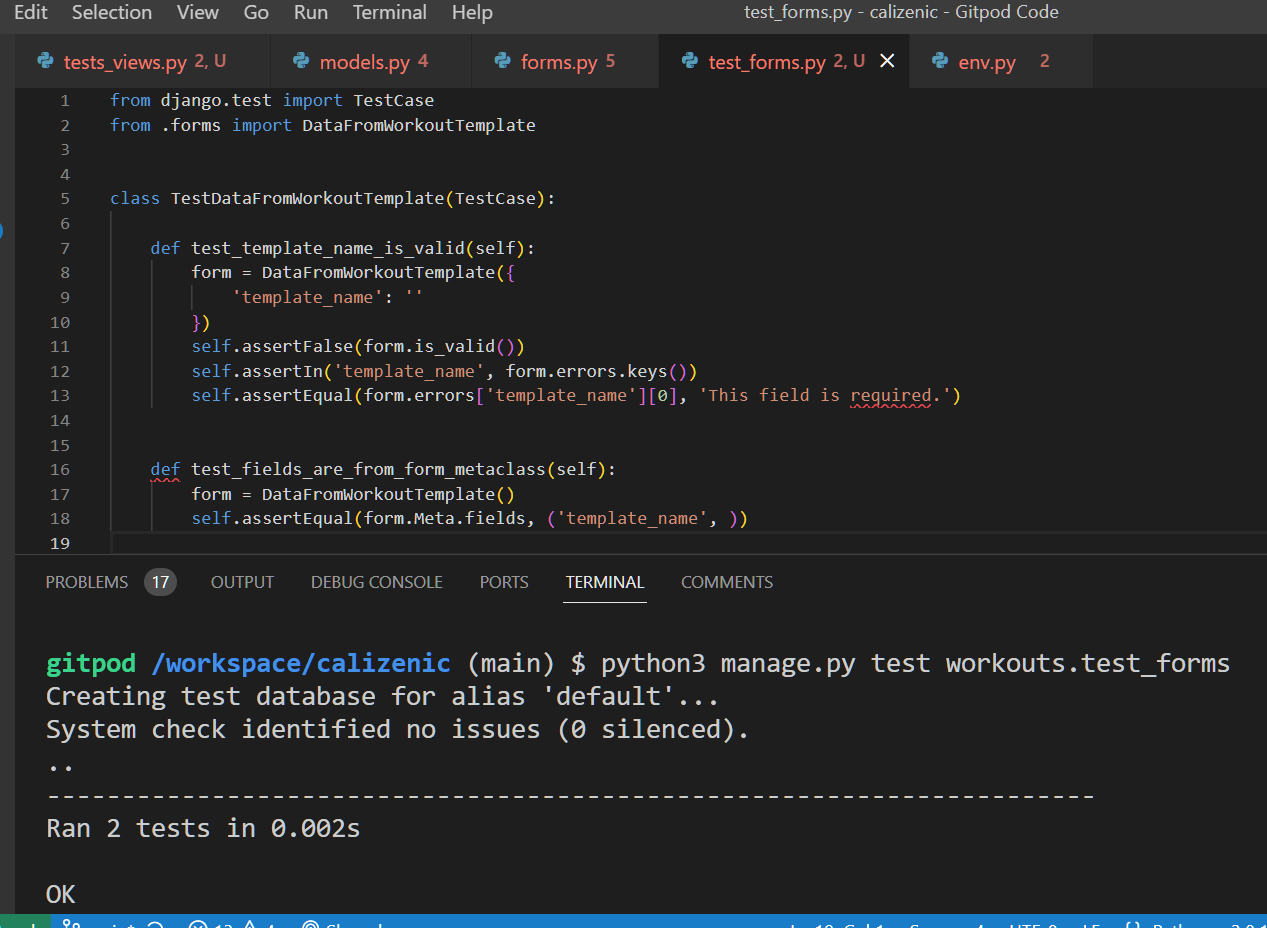 Edit Selection View Go Run Terminal Help test_forms.py - calizenic - Gitpod Code
tests_views.py 2, U models.py 4 forms.py 5 test_forms.py 2, U env.py 2
1 from django.test import TestCase
2 from .forms import DataFromWorkoutTemplate
3
4
5 class TestDataFromWorkoutTemplate(TestCase):
6
7 def test_template_name_is_valid(self):
8 form = DataFromWorkoutTemplate({
9 'template_name': ''
10 })
11 self.assertFalse(form.is_valid())
12 self.assertIn('template_name', form.errors.keys())
13 self.assertEqual(form.errors['template_name'][0], 'This field is required.')
14
15
16 def test_fields_are_from_form_metaclass(self):
17 form = DataFromWorkoutTemplate()
18 self.assertEqual(form.Meta.fields, ('template_name', ))
19
PROBLEMS 17 OUTPUT DEBUG CONSOLE PORTS TERMINAL COMMENTS
gitpod /workspace/calizenic (main) $ python3 manage.py test workouts.test_forms
Creating test database for alias 'default'...
System check identified no issues (0 silenced).
..
----------------------------------------------------------------------
Ran 2 tests in 0.002s
OK